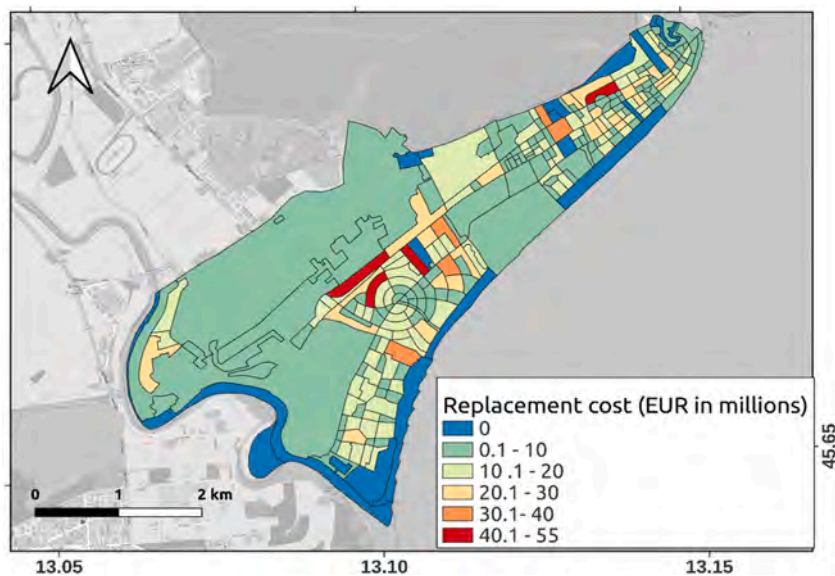 Replacement cost (EUR in millions)
0
0.1 - 10
10 .1 - 20
20.1 - 30
30.1- 40
40.1 - 55
45.65
0 1 2 km
13.05 13.10 13.15